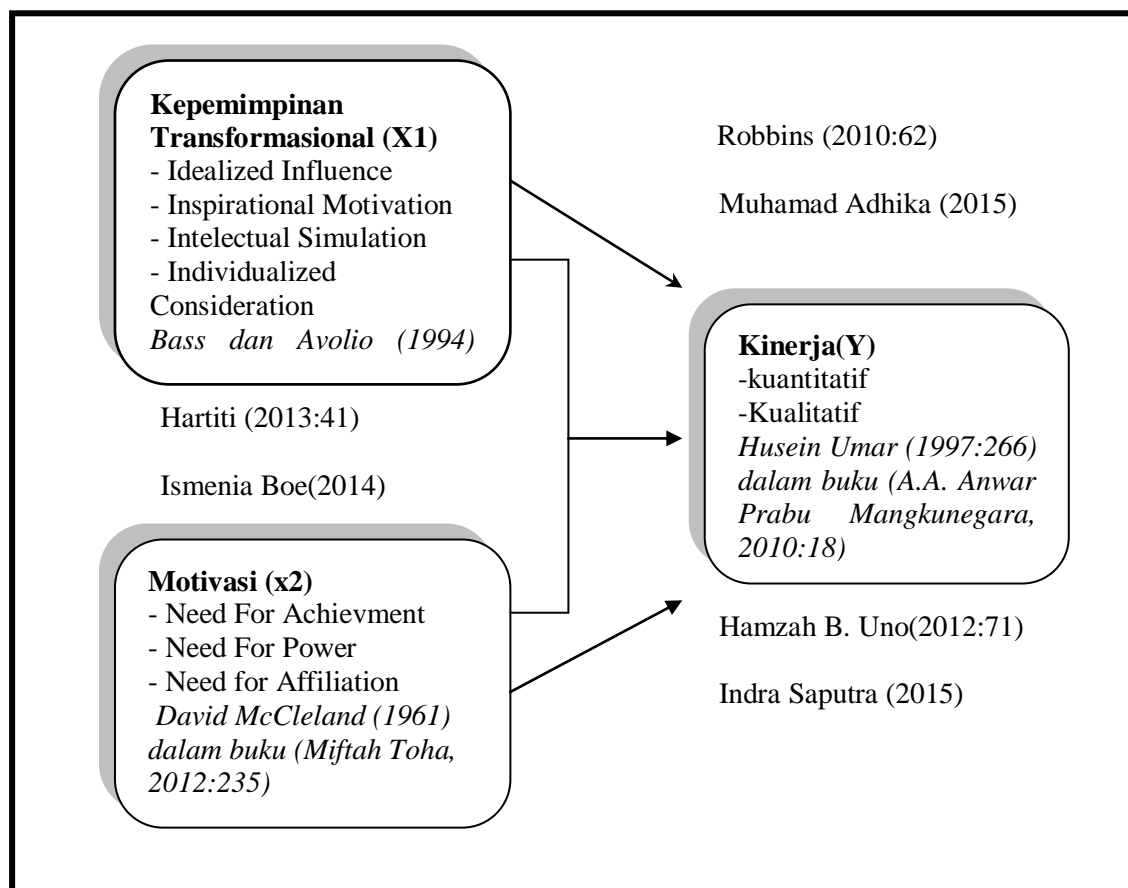 Kepemimpinan
Transformasional (X1)
- Idealized Influence
- Inspirational Motivation
- Intelectual Simulation
- Individualized
Consideration
Bass dan Avolio (1994)
Robbins (2010:62)
Muhamad Adhika (2015)
Hartiti (2013:41)
Ismenia Boe(2014)
Kinerja(Y)
-kuantitatif
-Kualitatif
Husein Umar (1997:266)
dalam buku (A.A. Anwar
Prabu Mangkunegara,
2010:18)
Motivasi (x2)
- Need For Achievment
- Need For Power
- Need for Affiliation
David McCleland (1961)
dalam buku (Miftah Toha,
2012:235)
Hamzah B. Uno(2012:71)
Indra Saputra (2015)